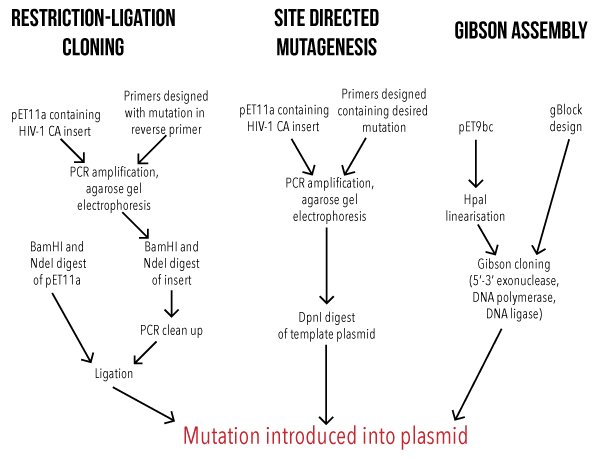 RESTRICTION-LIGATION
CLONING
pET11a containing
HIV-1 CA insert
Primers designed
with mutation in
reverse primer
PCR amplification,
agarose gel
electrophoresis
BamHI and
NdeI digest
of pET11a
BamHI and
NdeI digest
of insert
PCR clean up
Ligation
SITE DIRECTED
MUTAGENESIS
pET11a containing
HIV-1 CA insert
Primers designed
containing desired
mutation
PCR amplification,
agarose gel
electrophoresis
DpnI digest
of template plasmid
GIBSON ASSEMBLY
pET9bc
gBlock
design
HpaI
linearisation
Gibson cloning
(5'-3' exonuclease,
DNA polymerase,
DNA ligase)
Mutation introduced into plasmid